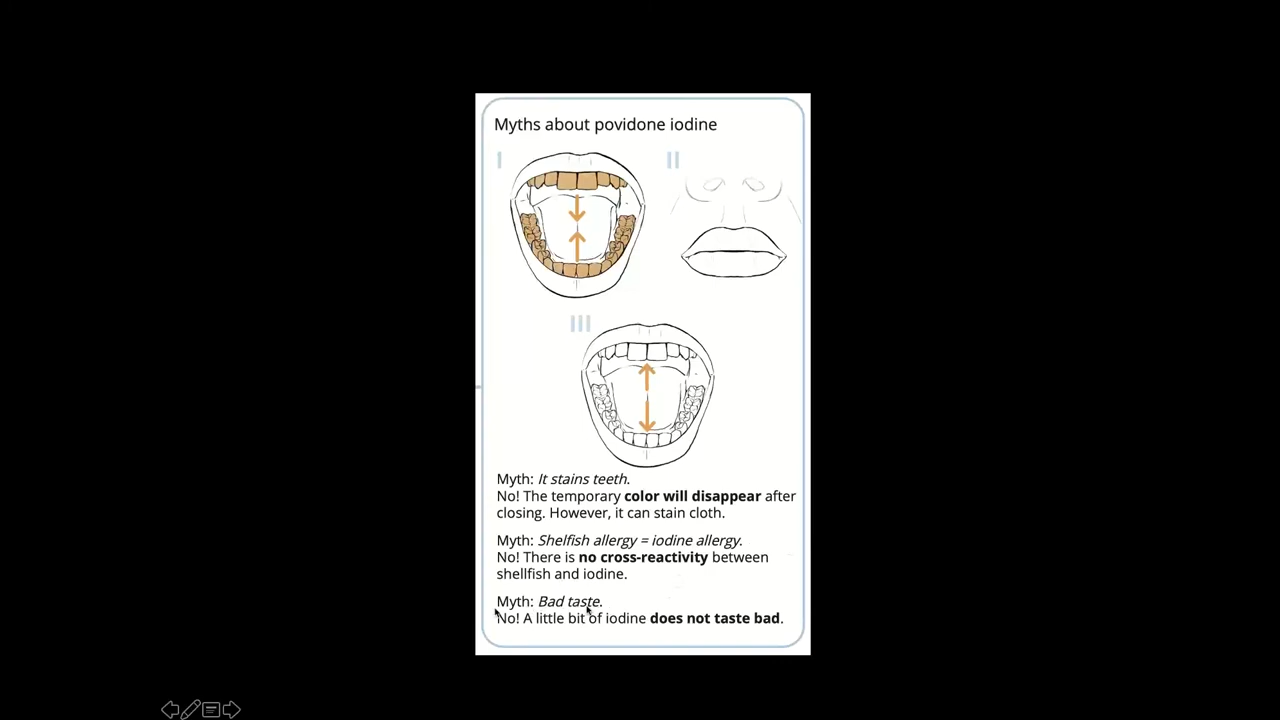 Myths about povidone iodine
I
II
III
Myth: It stains teeth.
No! The temporary color will disappear after
closing. However, it can stain cloth.
Myth: Shelfish allergy = iodine allergy.
No! There is no cross-reactivity between
shellfish and iodine.
Myth: Bad taste.
No! A little bit of iodine does not taste bad.